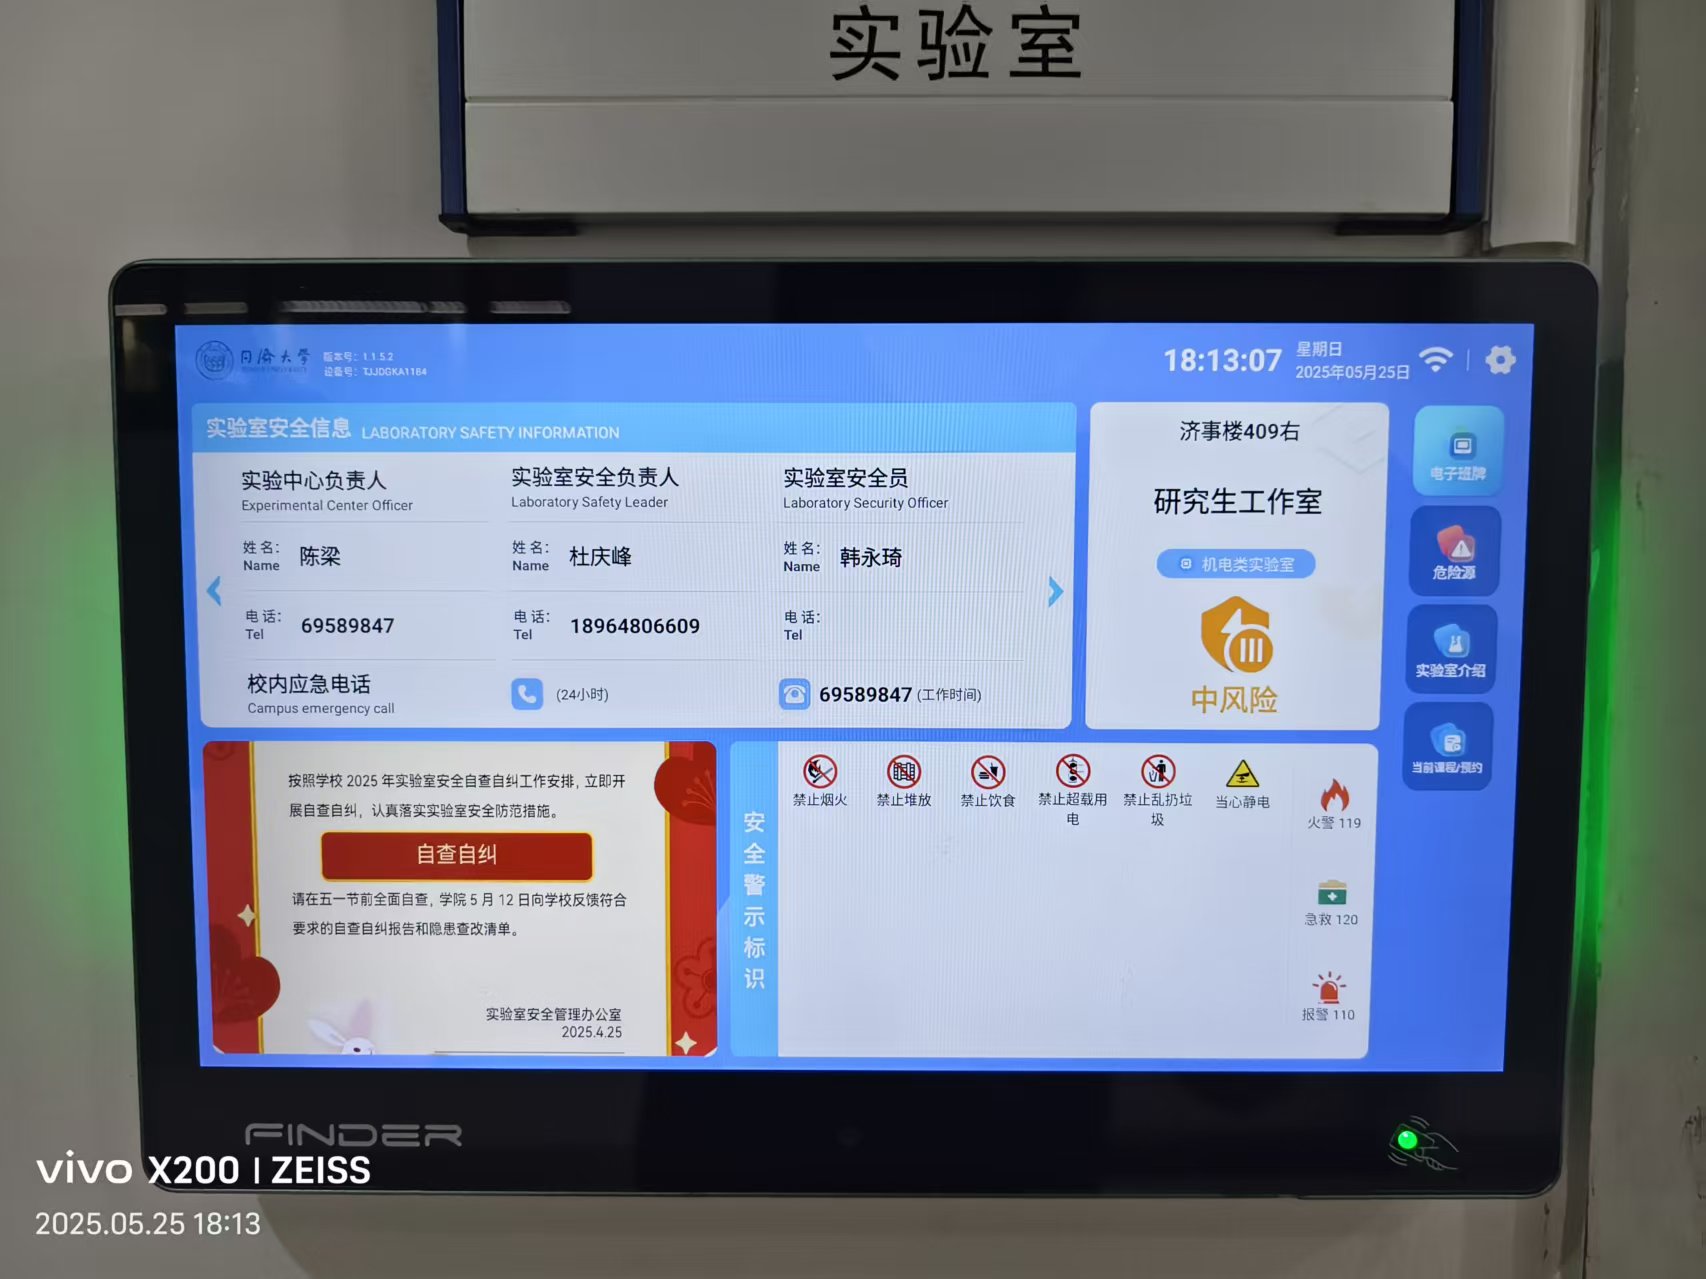 实验室
同济大学
版本号：1.1.5.2
设备号：TJJDGKA1184
18:13:07
星期日
2025年05月25日
实验室安全信息 LABORATORY SAFETY INFORMATION
实验中心负责人
Experimental Center Officer
姓 名：
Name
陈梁
电 话：
Tel
69589847
实验室安全负责人
Laboratory Safety Leader
姓 名：
Name
杜庆峰
电 话：
Tel
18964806609
实验室安全员
Laboratory Security Officer
姓 名：
Name
韩永琦
电 话：
Tel
校内应急电话
Campus emergency call
(24小时)
69589847 (工作时间)
济事楼409右
研究生工作室
机电类实验室
III
中风险
电子班牌
危险源
实验室介绍
当前课程/预约
按照学校 2025 年实验室安全自查自纠工作安排，立即开
展自查自纠，认真落实实验室安全防范措施。
自查自纠
请在五一节前全面自查，学院 5 月 12 日向学校反馈符合
要求的自查自纠报告和隐患查改清单。
实验室安全管理办公室
2025.4.25
安全警示标识
禁止烟火
禁止堆放
禁止饮食
禁止超载用
电
禁止乱扔垃
圾
当心静电
火警 119
急救 120
报警 110
FINDER
vivo X200 | ZEISS
2025.05.25 18:13